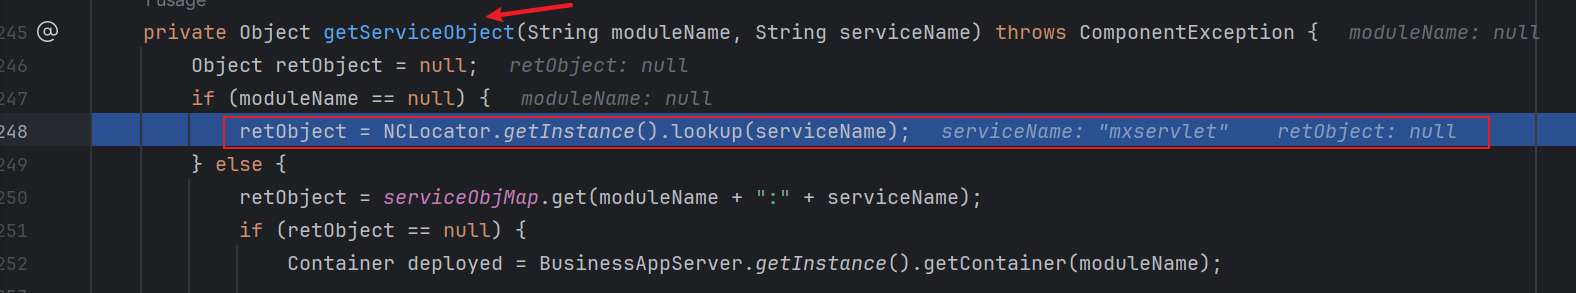 1 usage
245 @ private Object getServiceObject(String moduleName, String serviceName) throws ComponentException { moduleName: null
246 Object retObject = null; retObject: null
247 if (moduleName == null) { moduleName: null
248 retObject = NCLocator.getInstance().lookup(serviceName); serviceName: "mxservlet" retObject: null
249 } else {
250 retObject = serviceObjMap.get(moduleName + ":" + serviceName);
251 if (retObject == null) {
252 Container deployed = BusinessAppServer.getInstance().getContainer(moduleName);